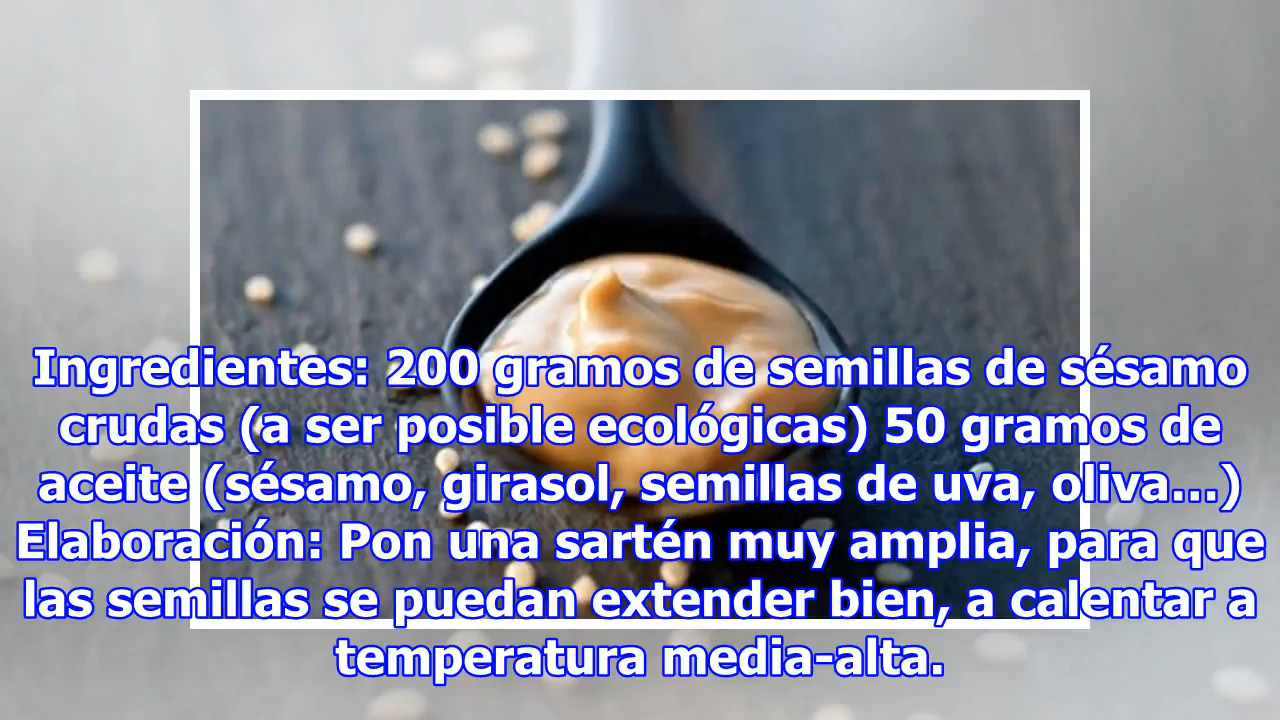 Ingredientes: 200 gramos de semillas de sésamo
crudas (a ser posible ecológicas) 50 gramos de
aceite (sésamo, girasol, semillas de uva, oliva...)
Elaboración: Pon una sartén muy amplia, para que
las semillas se puedan extender bien, a calentar a
temperatura media-alta.